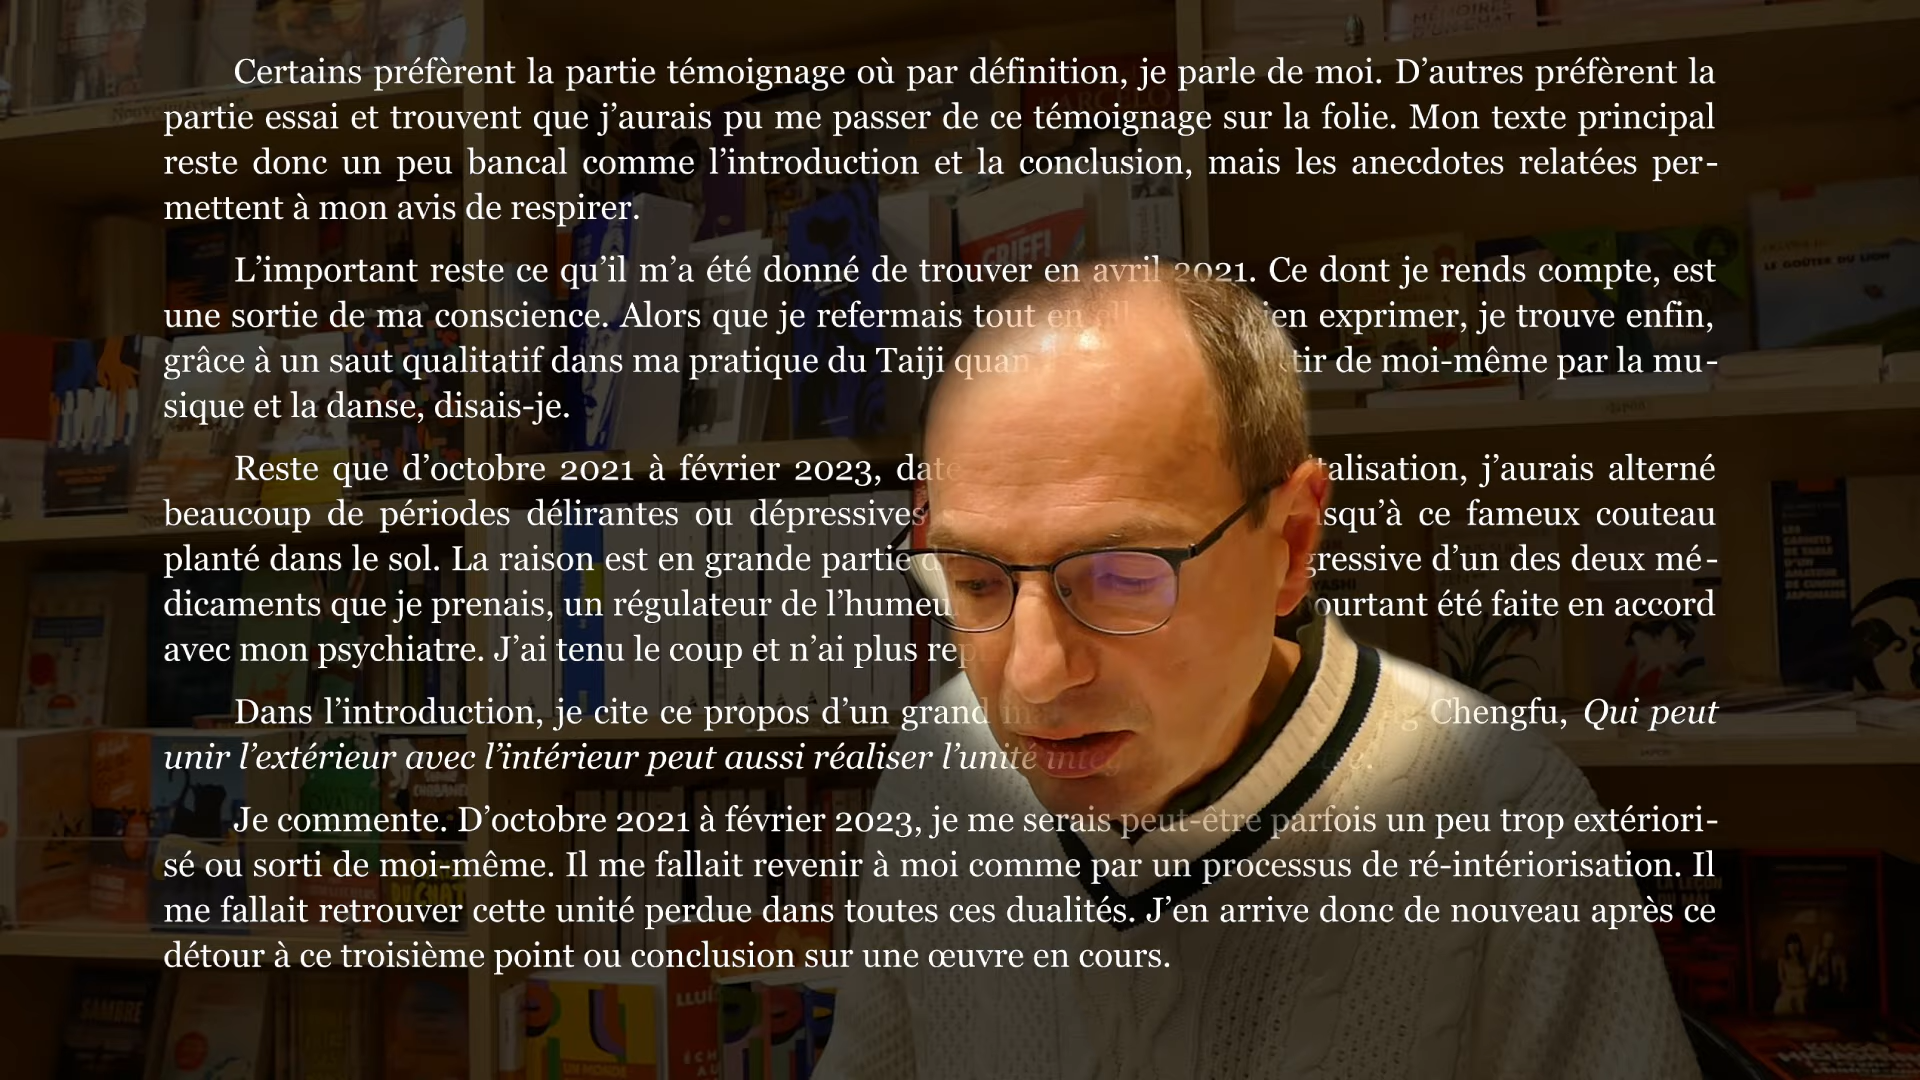 Certains préfèrent la partie témoignage où par définition, je parle de moi. D’autres préfèrent la
partie essai et trouvent que j’aurais pu me passer de ce témoignage sur la folie. Mon texte principal
reste donc un peu bancal comme l’introduction et la conclusion, mais les anecdotes relatées per-
mettent à mon avis de respirer.
L’important reste ce qu’il m’a été donné de trouver en avril 2021. Ce dont je rends compte, est
une sortie de ma conscience. Alors que je refermais tout en exprimer, je trouve enfin,
grâce à un saut qualitatif dans ma pratique du Taiji quan de moi-même par la mu-
sique et la danse, disais-je.
Reste que d’octobre 2021 à février 2023, j’aurais alterné
beaucoup de périodes délirantes ou dépressives ce fameux couteau
planté dans le sol. La raison est en grande partie d’un des deux mé-
dicaments que je prenais, un régulateur de l’humeur été faite en accord
avec mon psychiatre. J’ai tenu le coup et n’ai plus
Dans l’introduction, je cite ce propos d’un grand Chengfu, Qui peut
unir l’extérieur avec l’intérieur peut aussi réaliser l’unité
Je commente. D’octobre 2021 à février 2023, je me serais peut-être parfois un peu trop extériori-
sé ou sorti de moi-même. Il me fallait revenir à moi comme par un processus de ré-intériorisation. Il
me fallait retrouver cette unité perdue dans toutes ces dualités. J’en arrive donc de nouveau après ce
détour à ce troisième point ou conclusion sur une œuvre en cours.
GRIFF!
LE GOÛTER DU LION
SAMBRE